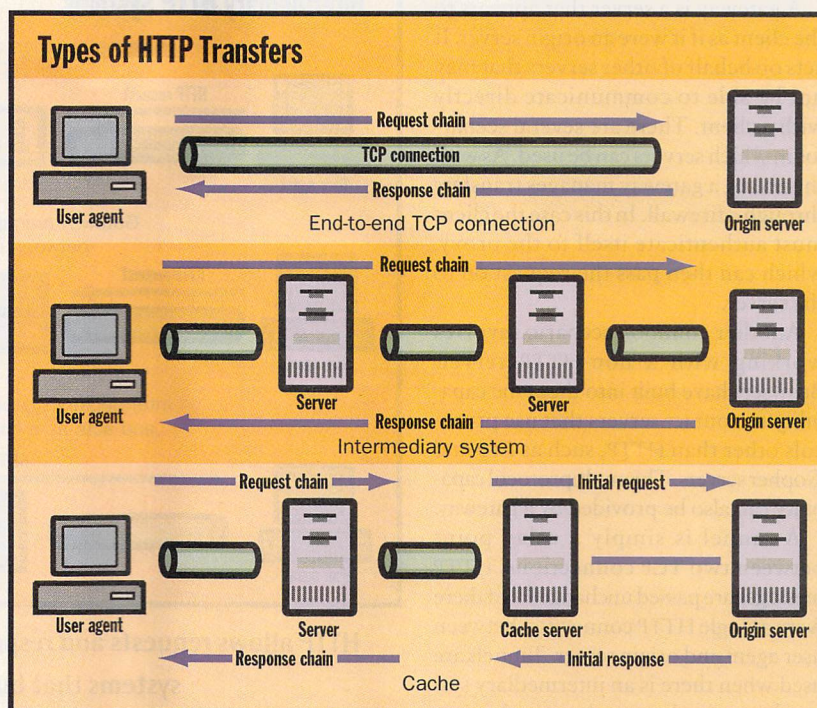 Types of HTTP Transfers
Request chain
TCP connection
Response chain
User agent
Origin server
End-to-end TCP connection
Request chain
User agent
Server
Server
Origin server
Response chain
Intermediary system
Request chain
Initial request
User agent
Server
Cache server
Origin server
Response chain
Initial response
Cache